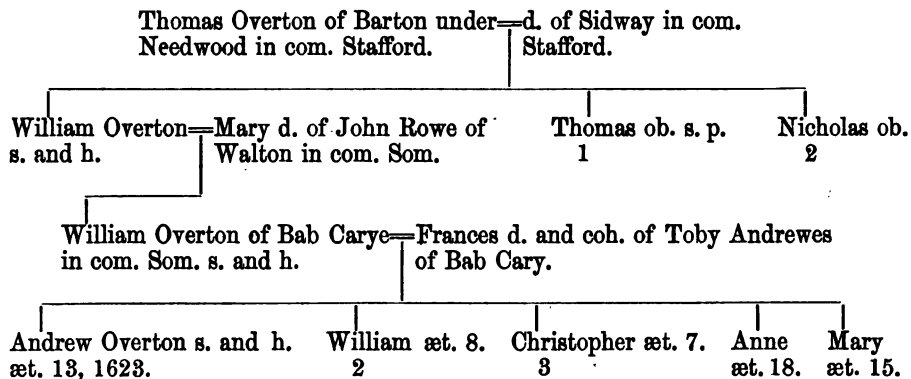 Thomas Overton of Barton under=d. of Sidway in com.
Needwood in com. Stafford. Stafford.
William Overton=Mary d. of John Rowe of Thomas ob. s. p. Nicholas ob.
s. and h. Walton in com. Som. 1 2
William Overton of Bab Carye=Frances d. and coh. of Toby Andrewes
in com. Som. s. and h. of Bab Cary.
Andrew Overton s. and h. William æt. 8. Christopher æt. 7. Anne Mary
æt. 13, 1623. 2 3 æt. 18. æt. 15.